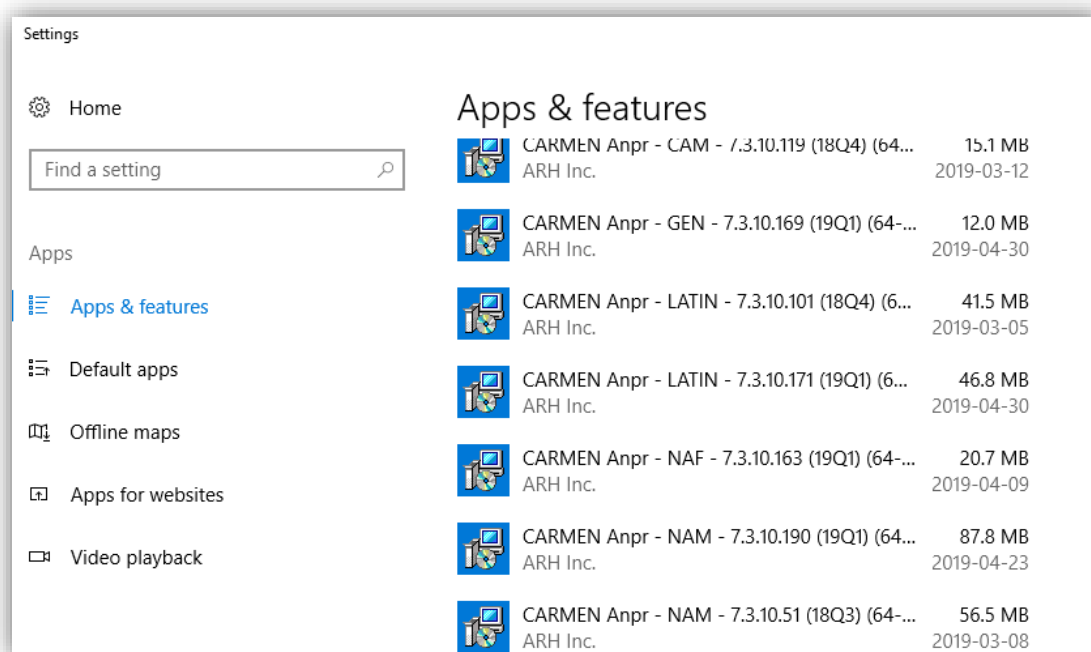 Settings
Home
Find a setting
Apps
Apps & features
Default apps
Offline maps
Apps for websites
Video playback
Apps & features
CARMEN Anpr - CAM - 7.3.10.119 (18Q4) (64... 15.1 MB
ARH Inc. 2019-03-12
CARMEN Anpr - GEN - 7.3.10.169 (19Q1) (64-... 12.0 MB
ARH Inc. 2019-04-30
CARMEN Anpr - LATIN - 7.3.10.101 (18Q4) (6... 41.5 MB
ARH Inc. 2019-03-05
CARMEN Anpr - LATIN - 7.3.10.171 (19Q1) (6... 46.8 MB
ARH Inc. 2019-04-30
CARMEN Anpr - NAF - 7.3.10.163 (19Q1) (64-... 20.7 MB
ARH Inc. 2019-04-09
CARMEN Anpr - NAM - 7.3.10.190 (19Q1) (64... 87.8 MB
ARH Inc. 2019-04-23
CARMEN Anpr - NAM - 7.3.10.51 (18Q3) (64-... 56.5 MB
ARH Inc. 2019-03-08